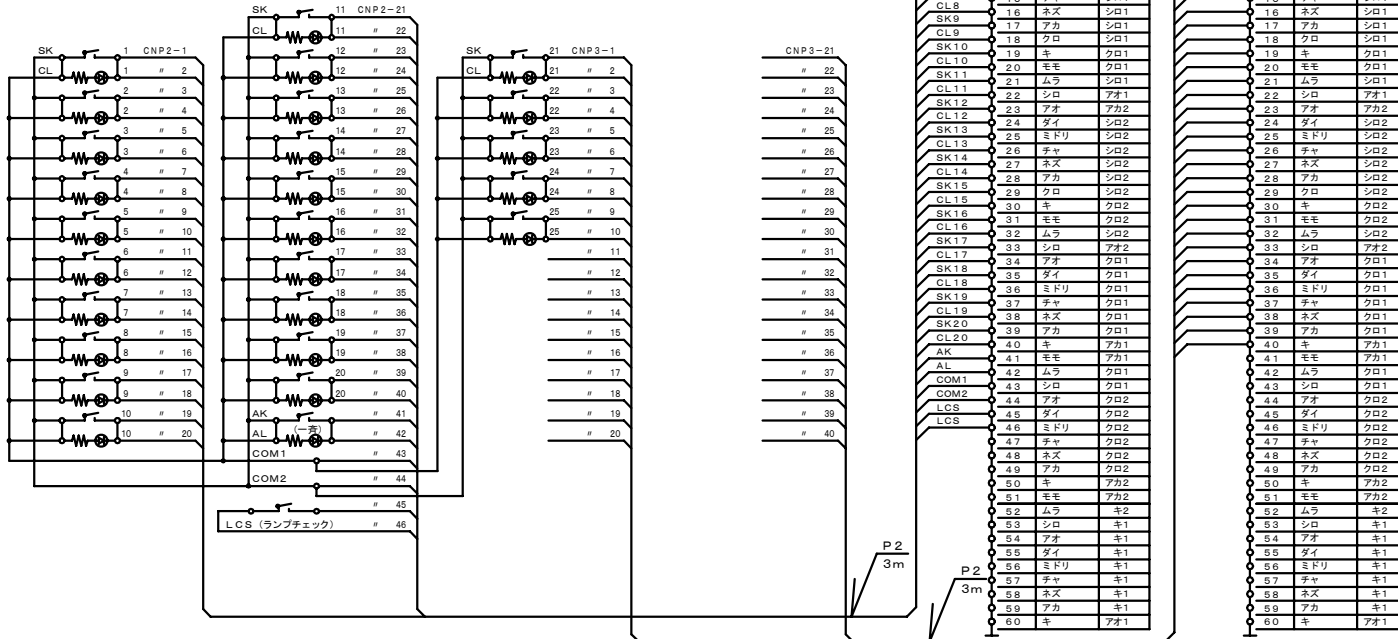 SK 11 CNP2-21
CL 11 〃 22
12 〃 23
12 〃 24
13 〃 25
13 〃 26
14 〃 27
14 〃 28
15 〃 29
15 〃 30
16 〃 31
16 〃 32
17 〃 33
17 〃 34
18 〃 35
18 〃 36
19 〃 37
19 〃 38
20 〃 39
20 〃 40
AK 〃 41
(一斉)
AL 〃 42
COM1 〃 43
COM2 〃 44
〃 45
LCS (ランプチェック) 〃 46
SK 1 CNP2-1
CL 1 〃 2
2 〃 3
2 〃 4
3 〃 5
3 〃 6
4 〃 7
4 〃 8
5 〃 9
5 〃 10
6 〃 11
6 〃 12
7 〃 13
7 〃 14
8 〃 15
8 〃 16
9 〃 17
9 〃 18
10 〃 19
10 〃 20
SK 21 CNP3-1
CL 21 〃 2
22 〃 3
22 〃 4
23 〃 5
23 〃 6
24 〃 7
24 〃 8
25 〃 9
25 〃 10
〃 11
〃 12
〃 13
〃 14
〃 15
〃 16
〃 17
〃 18
〃 19
〃 20
CNP3-21
〃 22
〃 23
〃 24
〃 25
〃 26
〃 27
〃 28
〃 29
〃 30
〃 31
〃 32
〃 33
〃 34
〃 35
〃 36
〃 37
〃 38
〃 39
〃 40
P2
3m
P2
3m
CL8
SK9
CL9
SK10
CL10
SK11
CL11
SK12
CL12
SK13
CL13
SK14
CL14
SK15
CL15
SK16
CL16
SK17
CL17
SK18
CL18
SK19
CL19
SK20
CL20
AK
AL
COM1
COM2
LCS
LCS
16 ネズ シロ1
17 アカ シロ1
18 クロ シロ1
19 キ クロ1
20 モモ クロ1
21 ムラ シロ1
22 シロ アオ1
23 アオ アカ2
24 ダイ シロ2
25 ミドリ シロ2
26 チャ シロ2
27 ネズ シロ2
28 アカ シロ2
29 クロ シロ2
30 キ クロ2
31 モモ クロ2
32 ムラ シロ2
33 シロ アオ2
34 アオ クロ1
35 ダイ クロ1
36 ミドリ クロ1
37 チャ クロ1
38 ネズ クロ1
39 アカ クロ1
40 キ アカ1
41 モモ アカ1
42 ムラ クロ1
43 シロ クロ1
44 アオ クロ2
45 ダイ クロ2
46 ミドリ クロ2
47 チャ クロ2
48 ネズ クロ2
49 アカ クロ2
50 キ アカ2
51 モモ アカ2
52 ムラ キ2
53 シロ キ1
54 アオ キ1
55 ダイ キ1
56 ミドリ キ1
57 チャ キ1
58 ネズ キ1
59 アカ キ1
60 キ アオ1
16 ネズ シロ1
17 アカ シロ1
18 クロ シロ1
19 キ クロ1
20 モモ クロ1
21 ムラ シロ1
22 シロ アオ1
23 アオ アカ2
24 ダイ シロ2
25 ミドリ シロ2
26 チャ シロ2
27 ネズ シロ2
28 アカ シロ2
29 クロ シロ2
30 キ クロ2
31 モモ クロ2
32 ムラ シロ2
33 シロ アオ2
34 アオ クロ1
35 ダイ クロ1
36 ミドリ クロ1
37 チャ クロ1
38 ネズ クロ1
39 アカ クロ1
40 キ アカ1
41 モモ アカ1
42 ムラ クロ1
43 シロ クロ1
44 アオ クロ2
45 ダイ クロ2
46 ミドリ クロ2
47 チャ クロ2
48 ネズ クロ2
49 アカ クロ2
50 キ アカ2
51 モモ アカ2
52 ムラ キ2
53 シロ キ1
54 アオ キ1
55 ダイ キ1
56 ミドリ キ1
57 チャ キ1
58 ネズ キ1
59 アカ キ1
60 キ アオ1